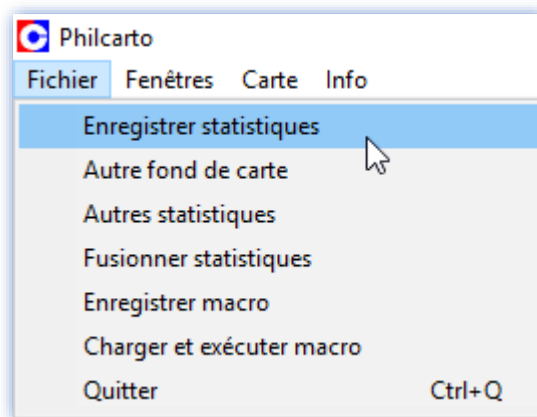 Philcarto
Fichier Fenêtres Carte Info
Enregistrer statistiques
Autre fond de carte
Autres statistiques
Fusionner statistiques
Enregistrer macro
Charger et exécuter macro
Quitter Ctrl+Q